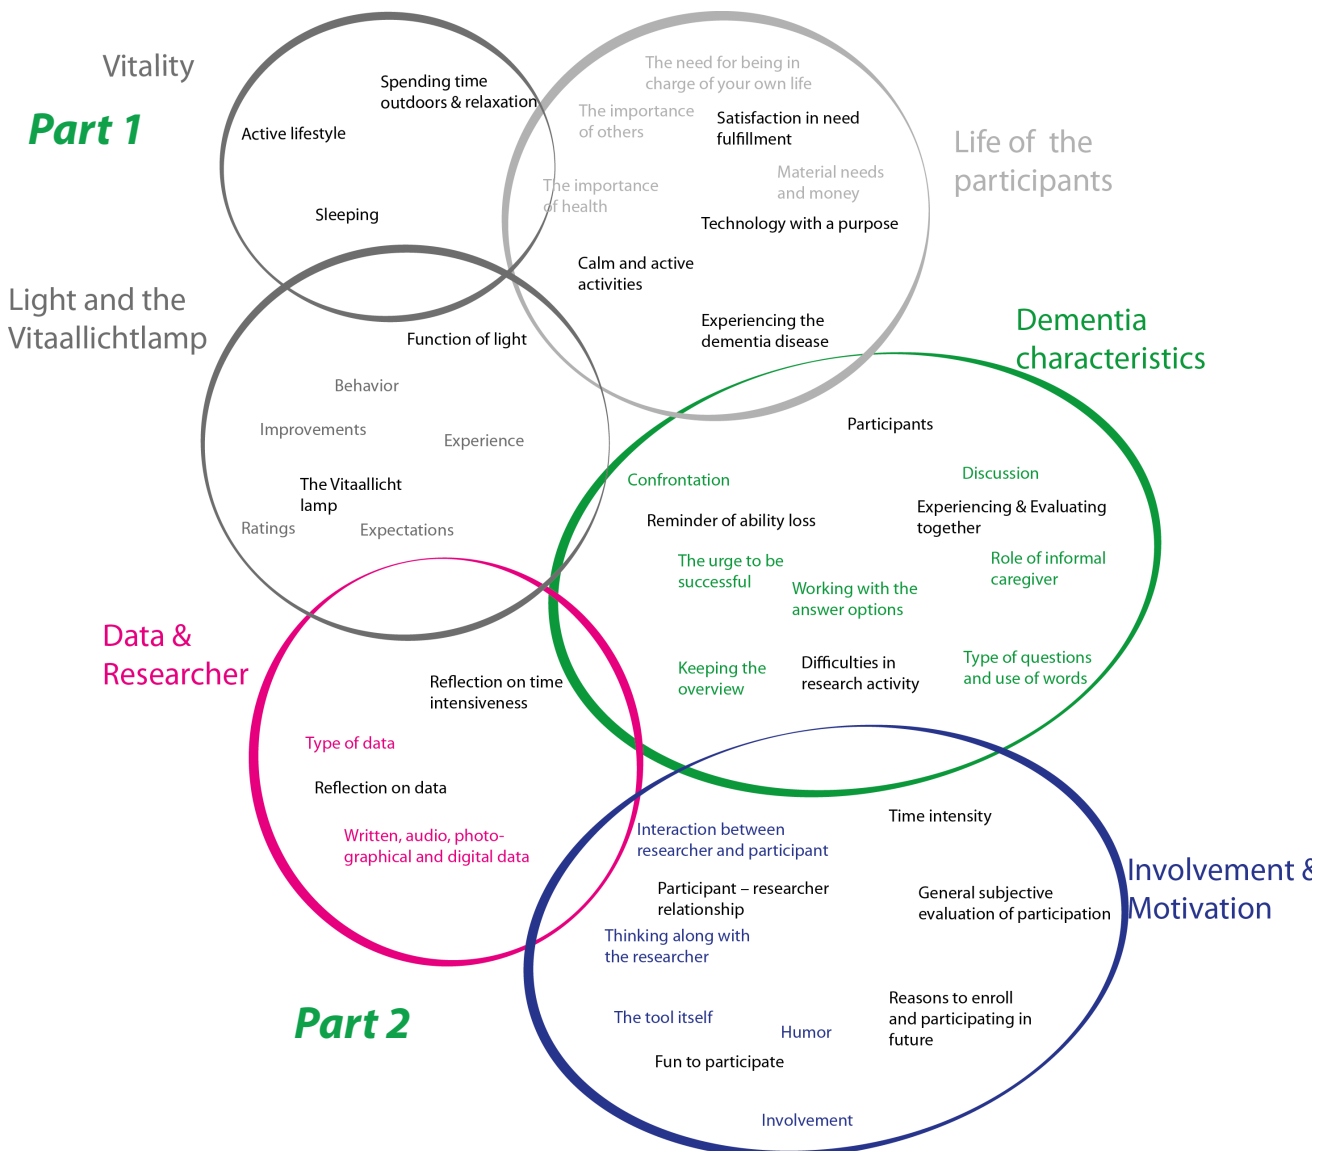 Vitality
Part 1
Spending time
outdoors & relaxation
Active lifestyle
Sleeping
The need for being in
charge of your own life
The importance
of others
Satisfaction in need
fulfillment
Material needs
and money
The importance
of health
Technology with a purpose
Calm and active
activities
Experiencing the
dementia disease
Life of the
participants
Light and the
Vitaallichtlamp
Function of light
Behavior
Improvements
Experience
The Vitaallicht
lamp
Ratings
Expectations
Dementia
characteristics
Participants
Confrontation
Discussion
Reminder of ability loss
Experiencing & Evaluating
together
The urge to be
successful
Role of informal
caregiver
Working with the
answer options
Keeping the
overview
Difficulties in
research activity
Type of questions
and use of words
Data &
Researcher
Reflection on time
intensiveness
Type of data
Reflection on data
Written, audio, photo-
graphical and digital data
Part 2
Involvement &
Motivation
Time intensity
Interaction between
researcher and participant
Participant – researcher
relationship
General subjective
evaluation of participation
Thinking along with
the researcher
Reasons to enroll
and participating in
future
The tool itself
Humor
Fun to participate
Involvement